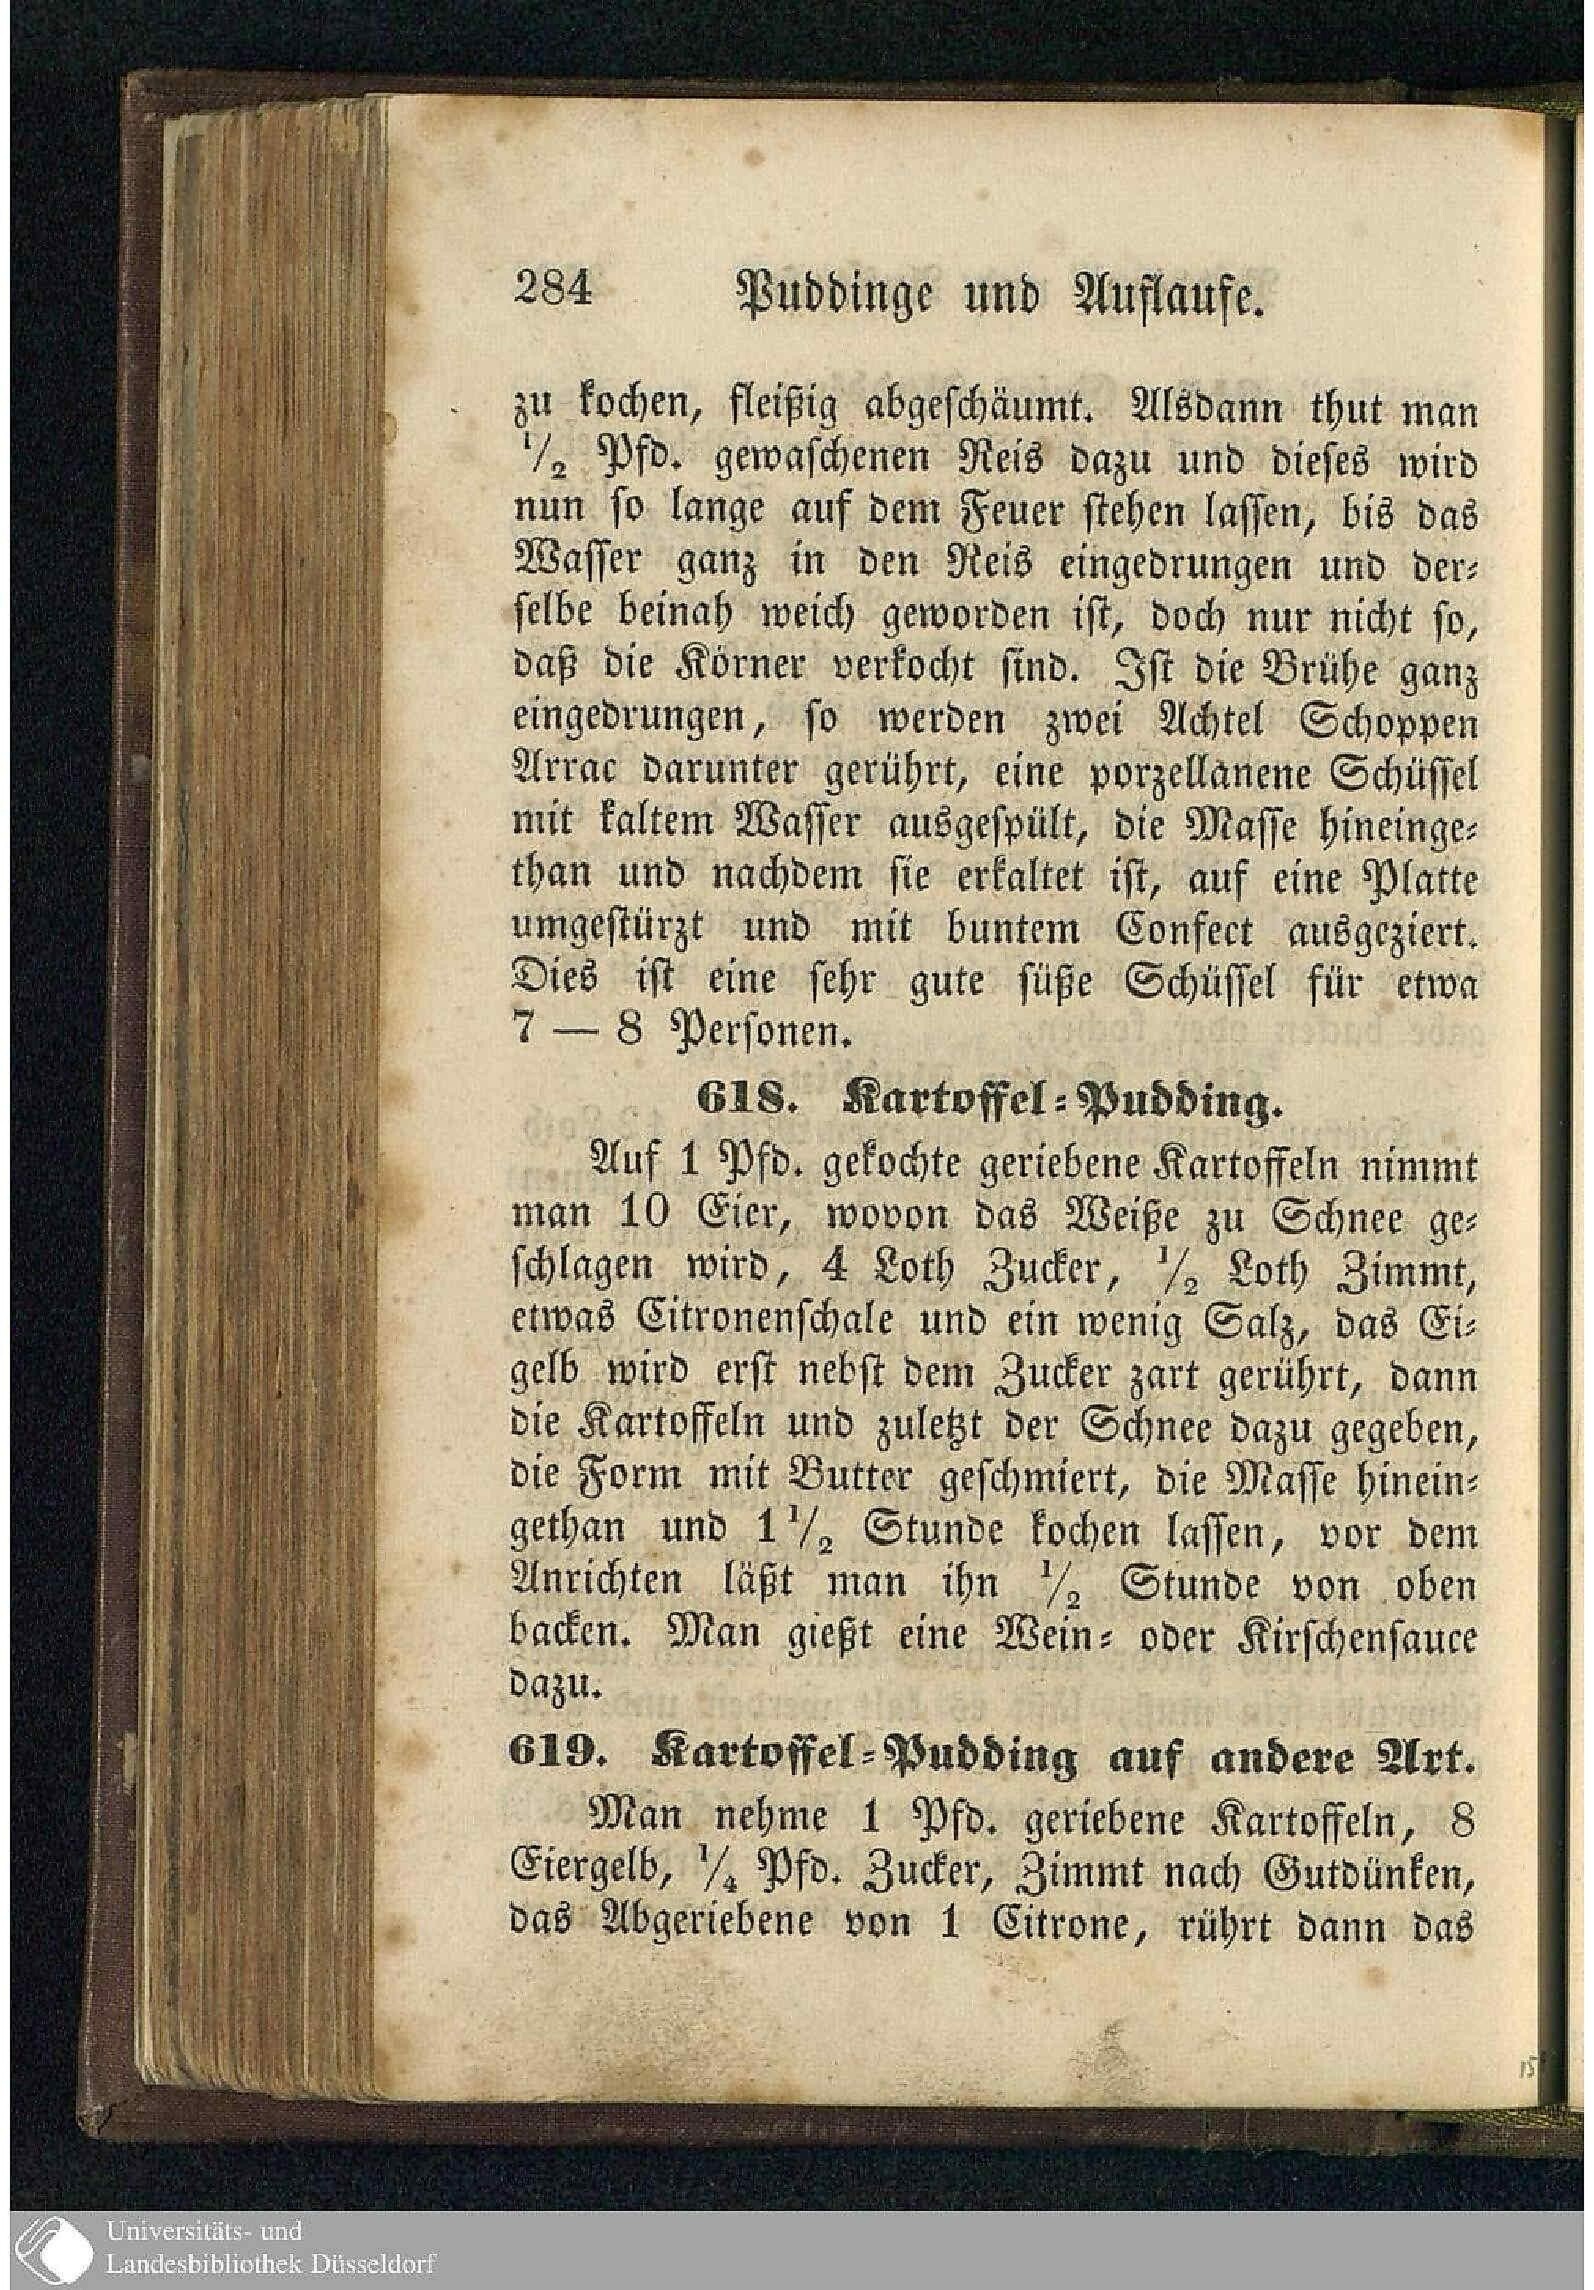 284 Puddinge und Auflaufe.
zu kochen, fleißig abgeschäumt. Alsdann thut man
1/2 Pfd. gewaschenen Reis dazu und dieses wird
nun so lange auf dem Feuer stehen lassen, bis das
Wasser ganz in den Reis eingedrungen und der-
selbe beinah weich geworden ist, doch nur nicht so,
daß die Körner verkocht sind. Ist die Brühe ganz
eingedrungen, so werden zwei Achtel Schoppen
Arrac darunter gerührt, eine porzellanene Schüssel
mit kaltem Wasser ausgespült, die Masse hineinge-
than und nachdem sie erkaltet ist, auf eine Platte
umgestürzt und mit buntem Confect ausgeziert.
Dies ist eine sehr gute süße Schüssel für etwa
7 — 8 Personen.
618. Kartoffel-Pudding.
Auf 1 Pfd. gekochte geriebene Kartoffeln nimmt
man 10 Eier, wovon das Weiße zu Schnee ge-
schlagen wird, 4 Loth Zucker, 1/2 Loth Zimmt,
etwas Citronenschale und ein wenig Salz, das Ei-
gelb wird erst nebst dem Zucker zart gerührt, dann
die Kartoffeln und zuletzt der Schnee dazu gegeben,
die Form mit Butter geschmiert, die Masse hinein-
gethan und 1 1/2 Stunde kochen lassen, vor dem
Anrichten läßt man ihn 1/2 Stunde von oben
backen. Man gießt eine Wein- oder Kirschensauce
dazu.
619. Kartoffel-Pudding auf andere Art.
Man nehme 1 Pfd. geriebene Kartoffeln, 8
Eiergelb, 1/4 Pfd. Zucker, Zimmt nach Gutdünken,
das Abgeriebene von 1 Citrone, rührt dann das
Universitäts- und
Landesbibliothek Düsseldorf